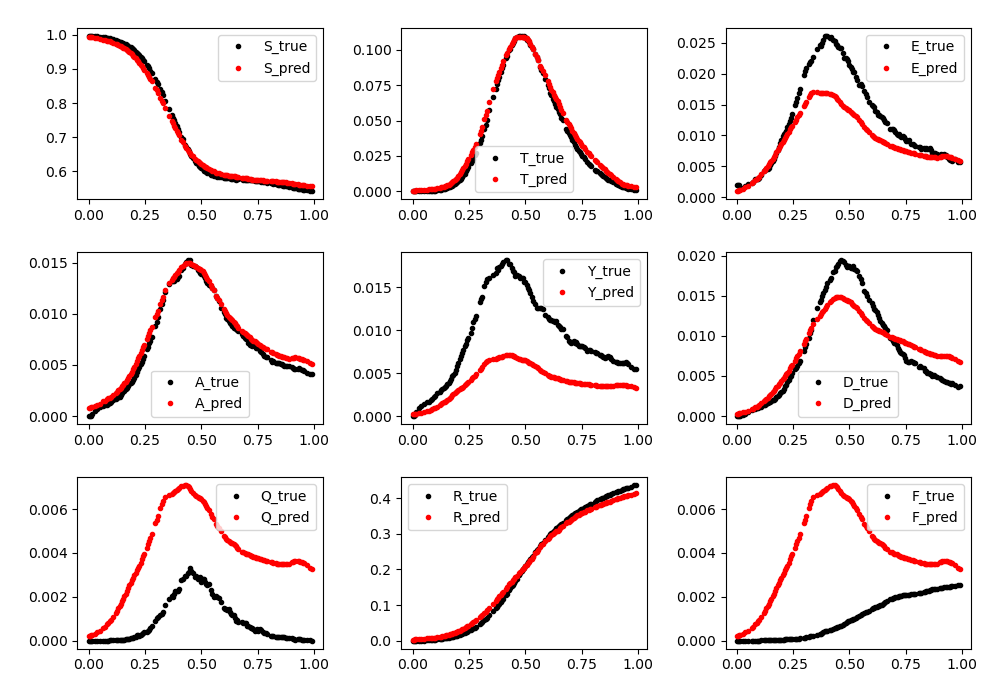 1.0
0.9
0.8
0.7
0.6
S_true
S_pred
0.00 0.25 0.50 0.75 1.00
0.100
0.075
0.050
0.025
0.000
T_true
T_pred
0.00 0.25 0.50 0.75 1.00
0.025
0.020
0.015
0.010
0.005
0.000
E_true
E_pred
0.00 0.25 0.50 0.75 1.00
0.015
0.010
0.005
0.000
A_true
A_pred
0.00 0.25 0.50 0.75 1.00
0.015
0.010
0.005
0.000
Y_true
Y_pred
0.00 0.25 0.50 0.75 1.00
0.020
0.015
0.010
0.005
0.000
D_true
D_pred
0.00 0.25 0.50 0.75 1.00
0.006
0.004
0.002
0.000
Q_true
Q_pred
0.00 0.25 0.50 0.75 1.00
0.4
0.3
0.2
0.1
0.0
R_true
R_pred
0.00 0.25 0.50 0.75 1.00
0.006
0.004
0.002
0.000
F_true
F_pred
0.00 0.25 0.50 0.75 1.00